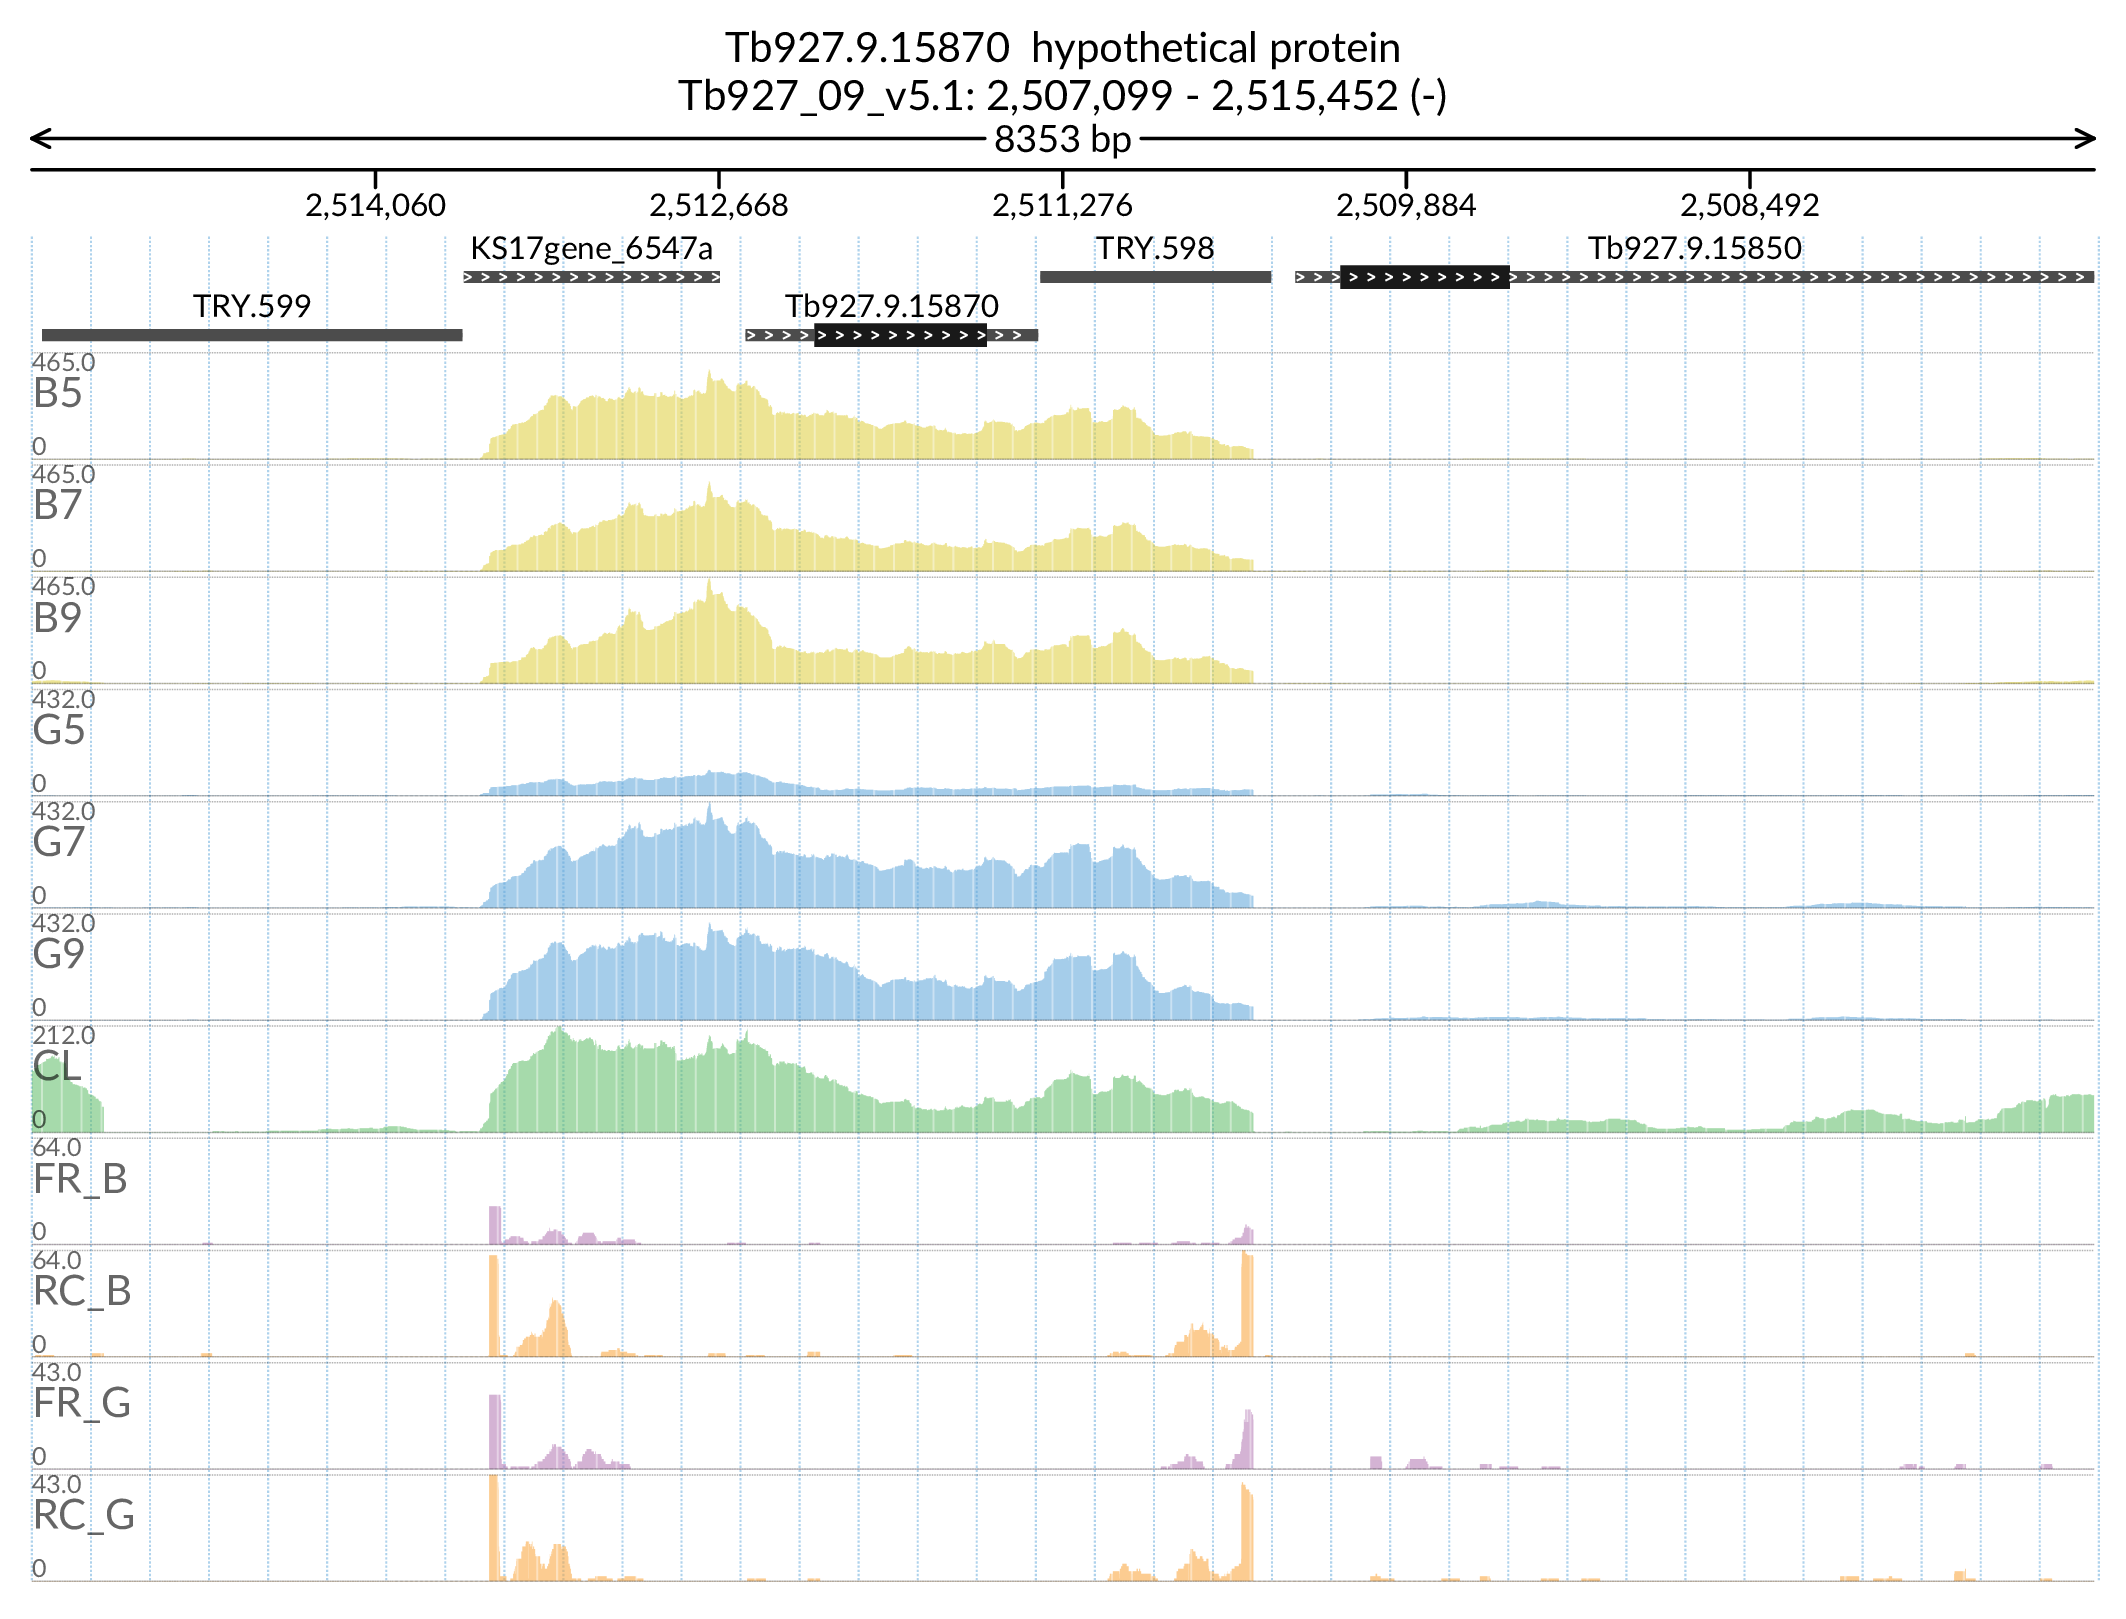 Tb927.9.15870 hypothetical protein
Tb927_09_v5.1: 2,507,099 - 2,515,452 (-)
8353 bp
2,514,060 2,512,668 2,511,276 2,509,884 2,508,492
KS17gene_6547a TRY.598 Tb927.9.15850
TRY.599 Tb927.9.15870
465.0
B5
0
465.0
B7
0
465.0
B9
0
432.0
G5
0
432.0
G7
0
432.0
G9
0
212.0
CL
0
64.0
FR_B
0
64.0
RC_B
0
43.0
FR_G
0
43.0
RC_G
0